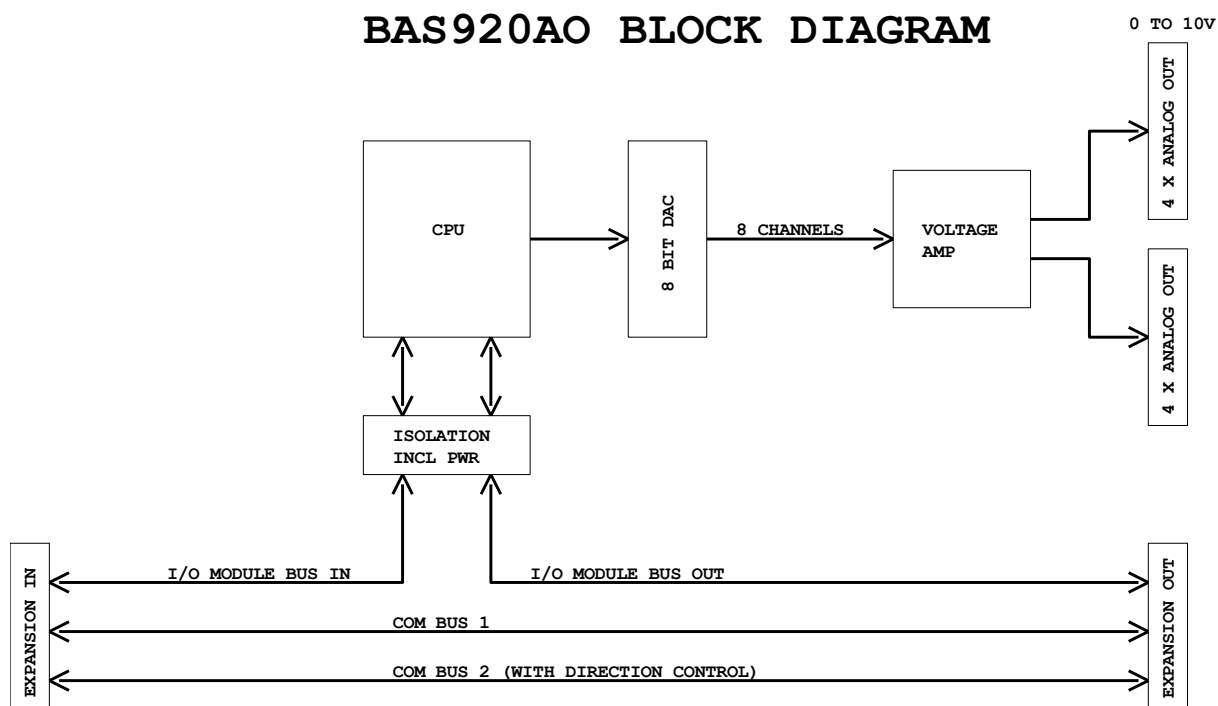 BAS920AO BLOCK DIAGRAM
0 TO 10V
4 X ANALOG OUT
CPU
8 BIT DAC
8 CHANNELS
VOLTAGE
AMP
4 X ANALOG OUT
ISOLATION
INCL PWR
EXPANSION IN
I/O MODULE BUS IN
I/O MODULE BUS OUT
EXPANSION OUT
COM BUS 1
COM BUS 2 (WITH DIRECTION CONTROL)